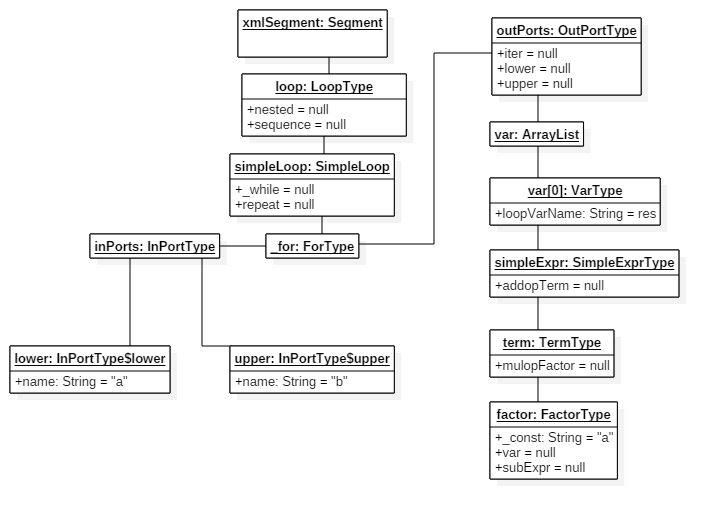 xmlSegment: Segment
loop: LoopType
+nested = null
+sequence = null
simpleLoop: SimpleLoop
+_while = null
+repeat = null
inPorts: InPortType
_for: ForType
lower: InPortType$lower
+name: String = "a"
upper: InPortType$upper
+name: String = "b"
outPorts: OutPortType
+iter = null
+lower = null
+upper = null
var: ArrayList
var[0]: VarType
+loopVarName: String = res
simpleExpr: SimpleExprType
+addopTerm = null
term: TermType
+mulopFactor = null
factor: FactorType
+_const: String = "a"
+var = null
+subExpr = null